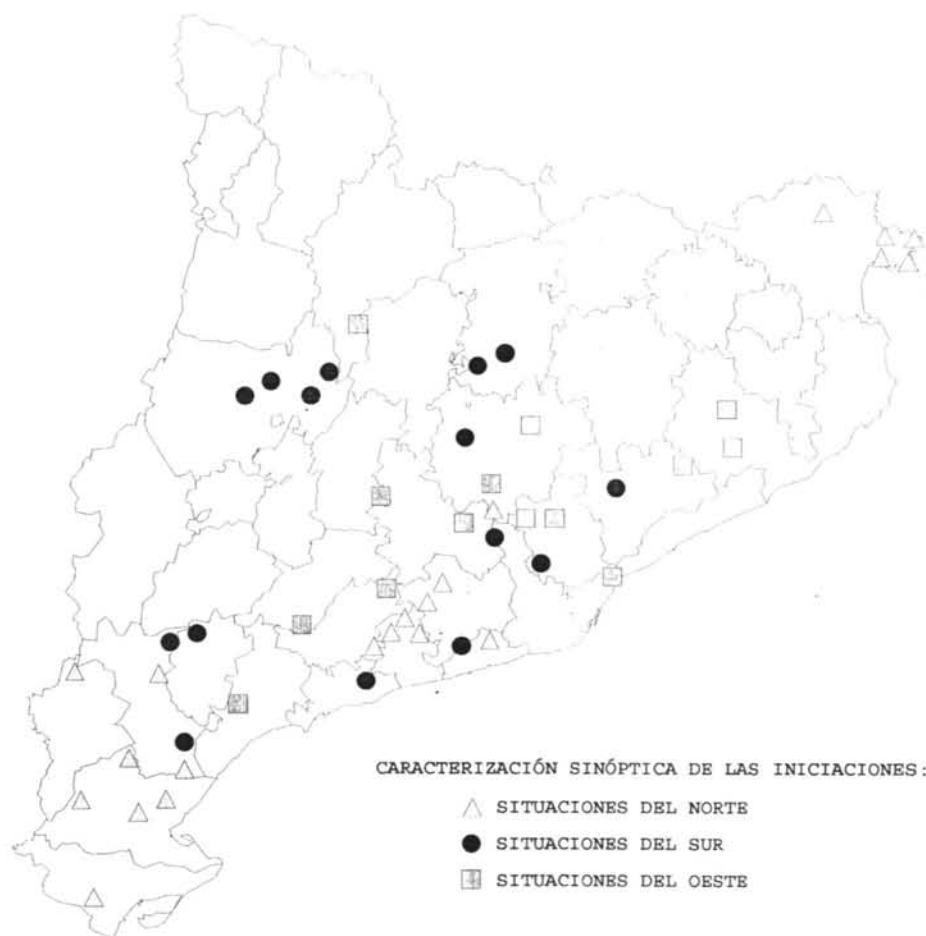 CARACTERIZACIÓN SINÓPTICA DE LAS INICIACIONES:
SITUACIONES DEL NORTE
SITUACIONES DEL SUR
SITUACIONES DEL OESTE